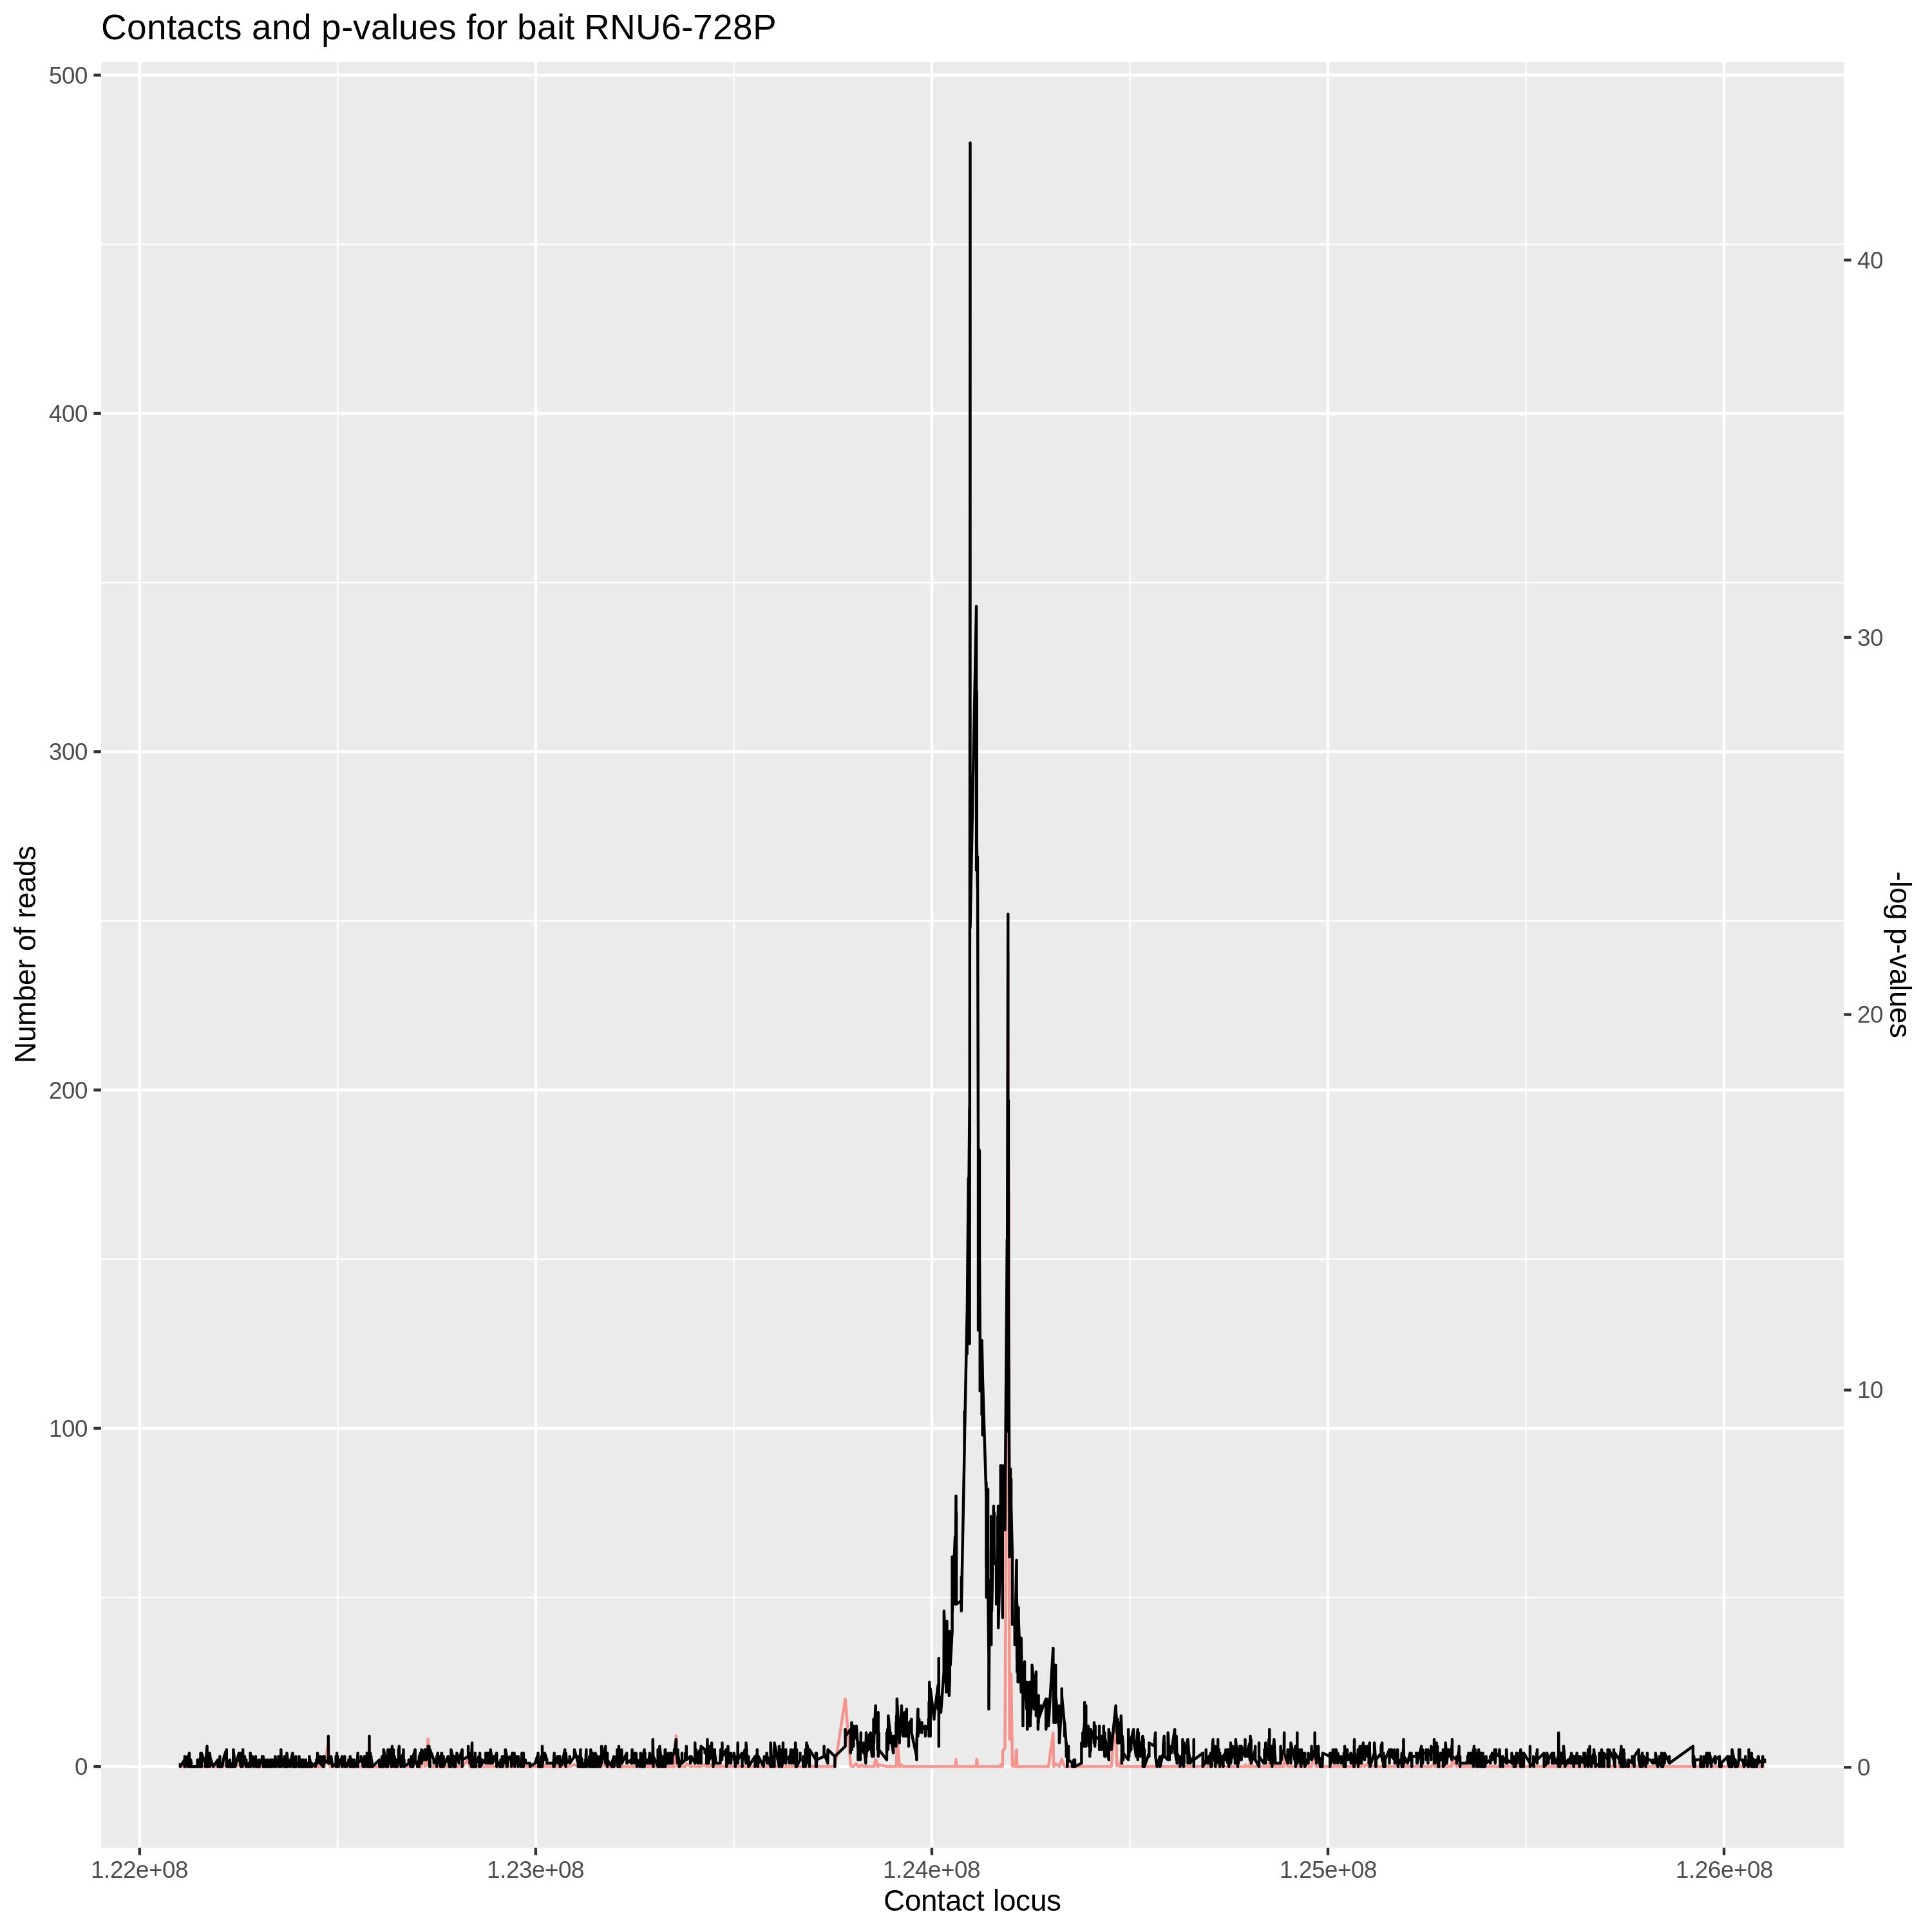 Contacts and p-values for bait RNU6-728P
500
400
300
200
100
0
Number of reads
40
30
20
10
0
-log p-values
1.22e+08
1.23e+08
1.24e+08
1.25e+08
1.26e+08
Contact locus